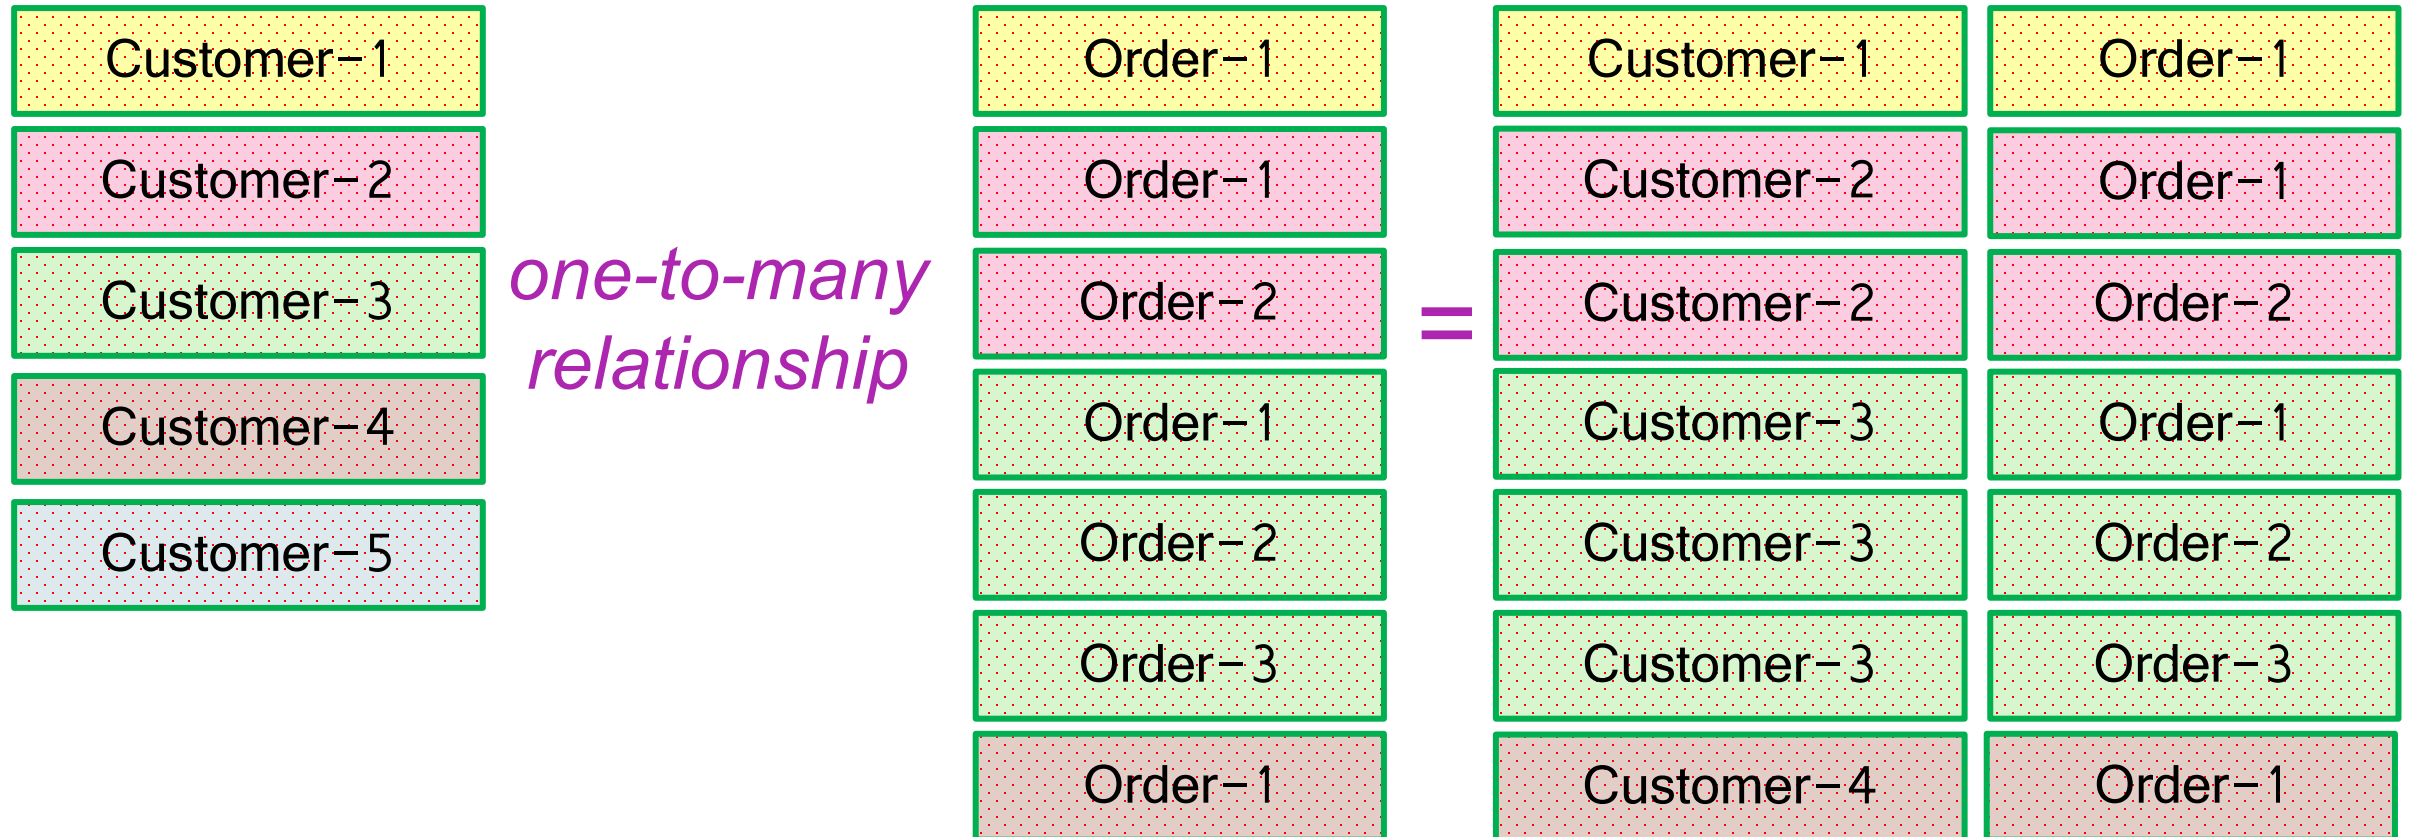 Customer-1
Customer-2
Customer-3
Customer-4
Customer-5
one-to-many
relationship
Order-1
Order-1
Order-2
Order-1
Order-2
Order-3
Order-1
=
Customer-1 Order-1
Customer-2 Order-1
Customer-2 Order-2
Customer-3 Order-1
Customer-3 Order-2
Customer-3 Order-3
Customer-4 Order-1